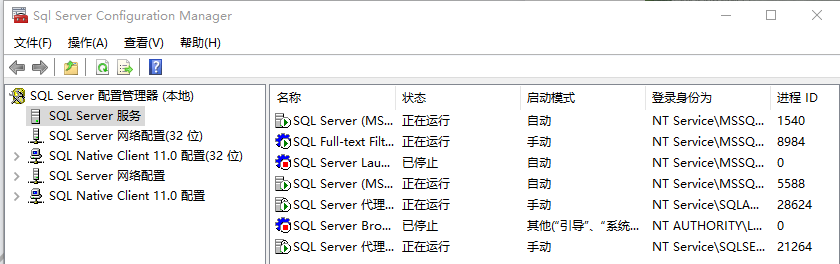 Sql Server Configuration Manager
文件(F) 操作(A) 查看(V) 帮助(H)
SQL Server 配置管理器 (本地)
SQL Server 服务
SQL Server 网络配置(32 位)
SQL Native Client 11.0 配置(32 位)
SQL Server 网络配置
SQL Native Client 11.0 配置
名称 状态 启动模式 登录身份为 进程 ID
SQL Server (MS... 正在运行 自动 NT Service\MSSQ... 1540
SQL Full-text Filt... 正在运行 手动 NT Service\MSSQ... 8984
SQL Server Lau... 已停止 自动 NT Service\MSSQ... 0
SQL Server (MS... 正在运行 自动 NT Service\MSSQ... 5588
SQL Server 代理... 正在运行 手动 NT Service\SQLA... 28624
SQL Server Bro... 已停止 其他("引导"、"系统... NT AUTHORITY\L... 0
SQL Server 代理... 正在运行 手动 NT Service\SQLSE... 21264